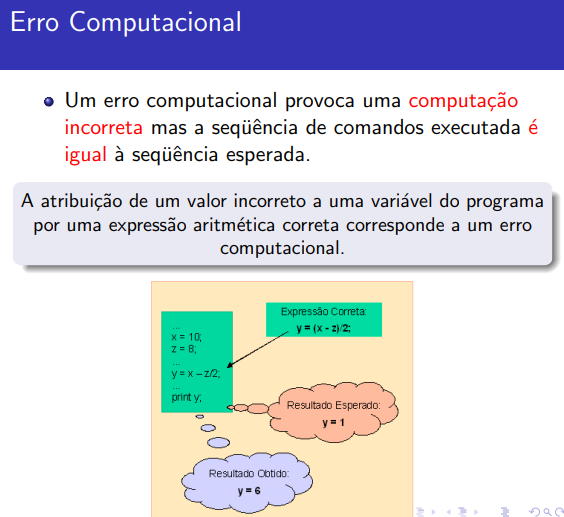 Erro Computacional
Um erro computacional provoca uma computação
incorreta mas a seqüência de comandos executada é
igual à seqüência esperada.
A atribuição de um valor incorreto a uma variável do programa
por uma expressão aritmética correta corresponde a um erro
computacional.
Expressão Correta:
y = (x - z)/2;
...
x = 10;
z = 8;
...
y = x – z/2;
...
print y;
Resultado Esperado:
y = 1
Resultado Obtido:
y = 6